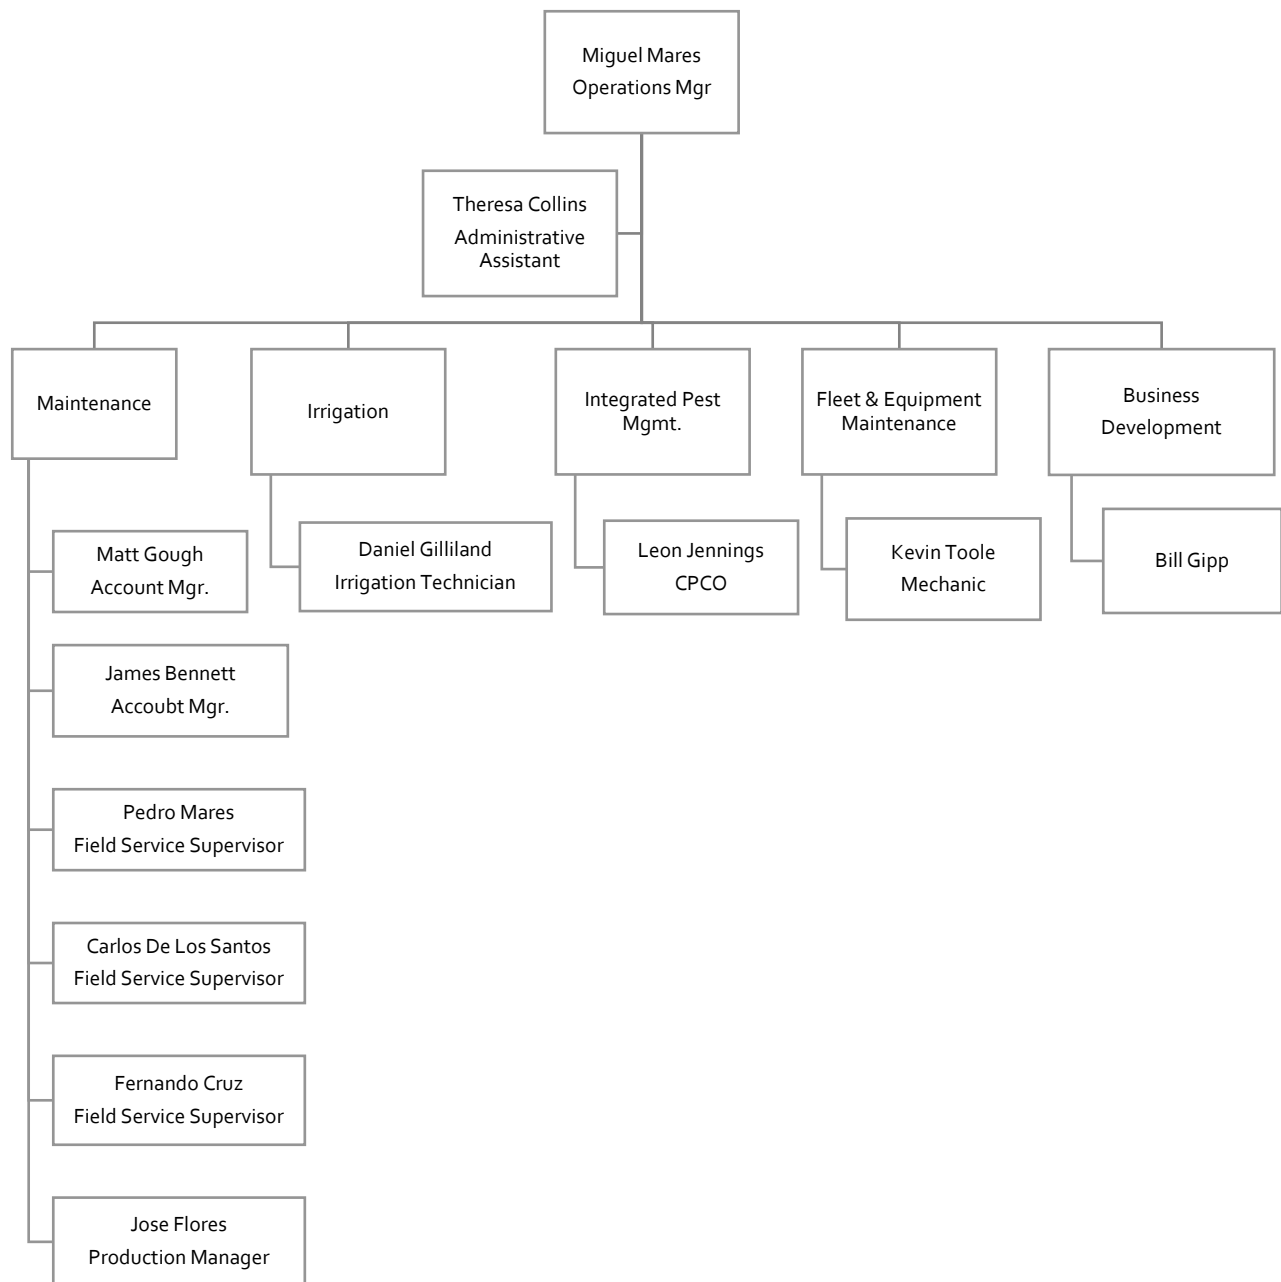 Miguel Mares
Operations Mgr
Theresa Collins
Administrative
Assistant
Maintenance
Irrigation
Integrated Pest
Mgmt.
Fleet & Equipment
Maintenance
Business
Development
Matt Gough
Account Mgr.
Daniel Gilliland
Irrigation Technician
Leon Jennings
CPCO
Kevin Toole
Mechanic
Bill Gipp
James Bennett
Accoubt Mgr.
Pedro Mares
Field Service Supervisor
Carlos De Los Santos
Field Service Supervisor
Fernando Cruz
Field Service Supervisor
Jose Flores
Production Manager